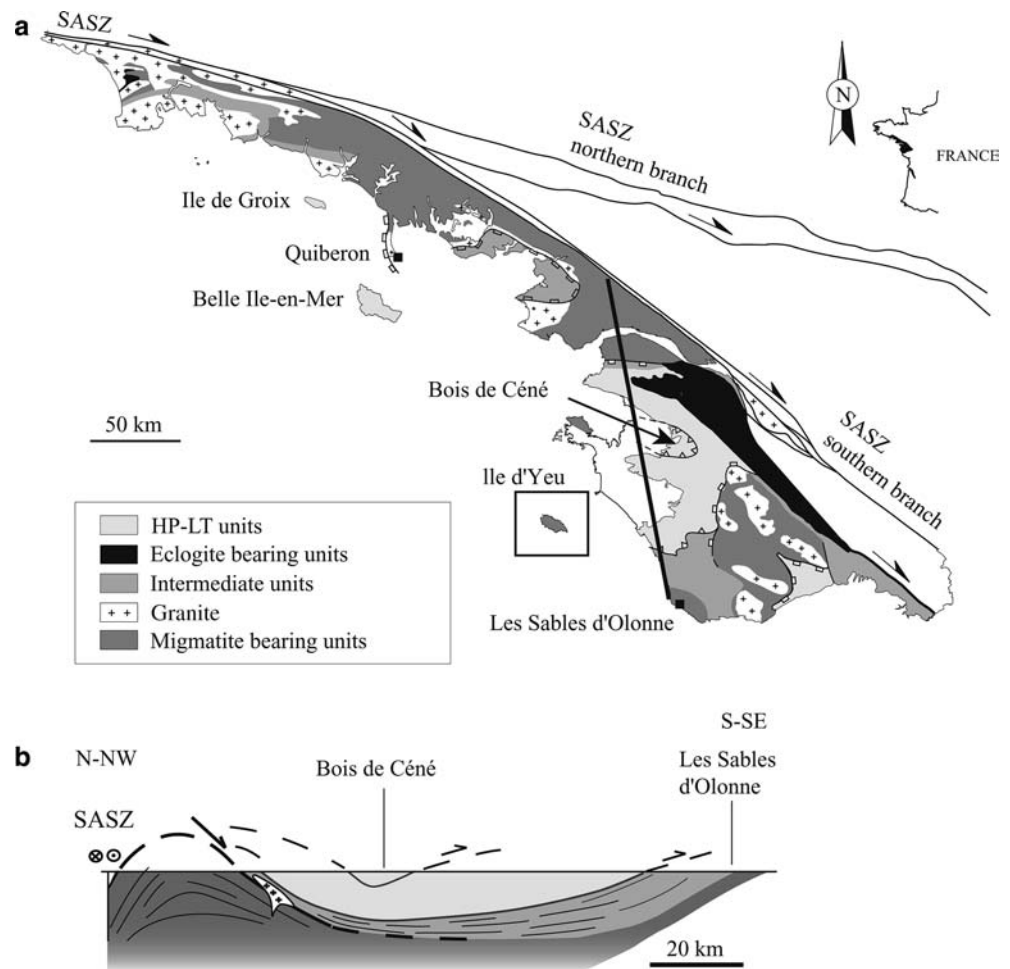 a
SASZ
N
FRANCE
SASZ
northern branch
Ile de Groix
Quiberon
Belle Ile-en-Mer
Bois de Céné
50 km
SASZ
southern branch
Ile d'Yeu
HP-LT units
Eclogite bearing units
Intermediate units
Granite
Migmatite bearing units
Les Sables d'Olonne
S-SE
b
N-NW
Bois de Céné
Les Sables
d'Olonne
SASZ
20 km